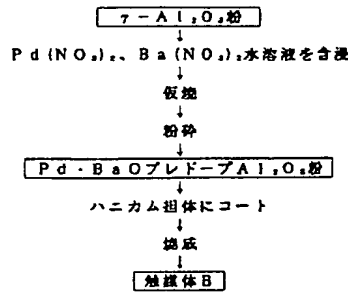 γ－Al₂O₃粉
↓
Pd(NO₃)₂、Ba(NO₃)₂水溶液を含浸
↓
仮焼
↓
粉砕
↓
Pd・BaOプレドープAl₂O₃粉
↓
ハニカム担体にコート
↓
焼成
↓
触媒体B